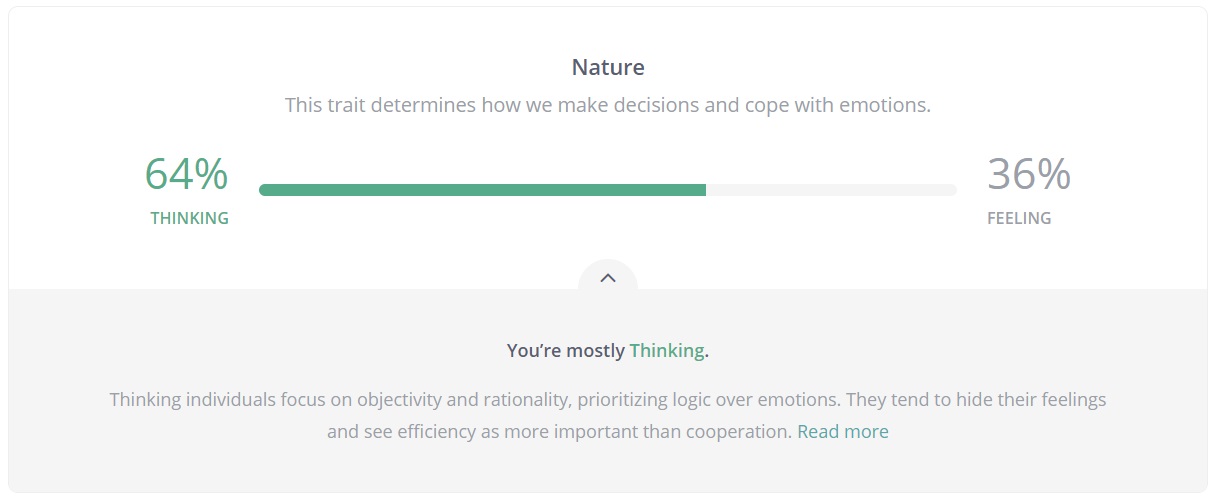 Nature
This trait determines how we make decisions and cope with emotions.
64%
THINKING
36%
FEELING
You’re mostly Thinking.
Thinking individuals focus on objectivity and rationality, prioritizing logic over emotions. They tend to hide their feelings
and see efficiency as more important than cooperation. Read more